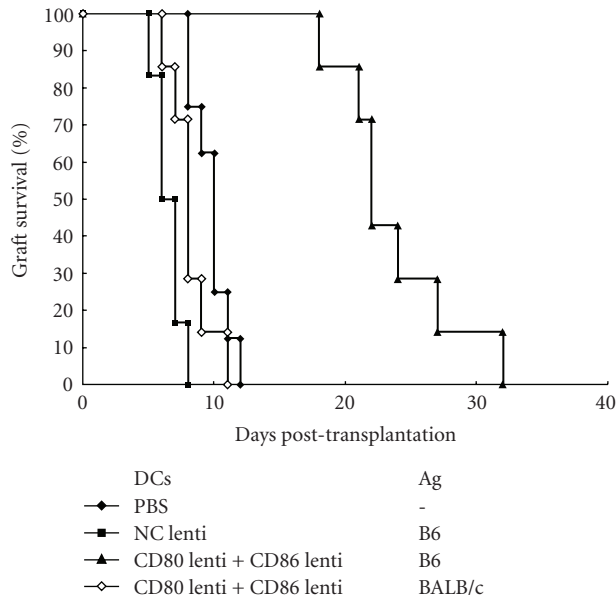 100
90
80
70
60
50
40
30
20
10
0
Graft survival (%)
0 10 20 30 40
Days post-transplantation
DCs Ag
PBS -
NC lenti B6
CD80 lenti + CD86 lenti B6
CD80 lenti + CD86 lenti BALB/c